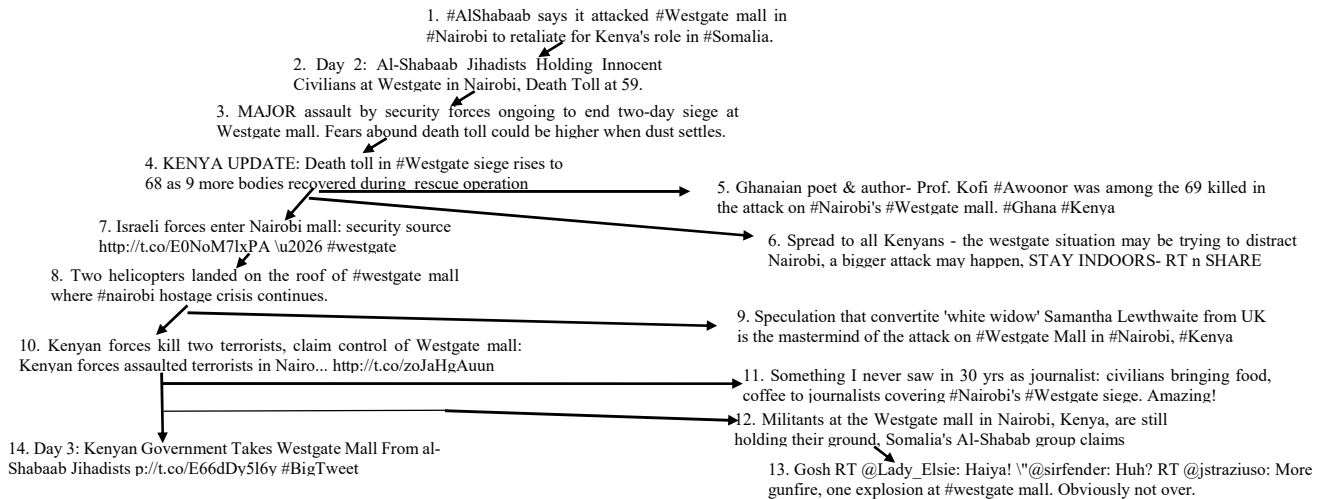 1. #AlShabaab says it attacked #Westgate mall in
#Nairobi to retaliate for Kenya's role in #Somalia.
2. Day 2: Al-Shabaab Jihadists Holding Innocent
Civilians at Westgate in Nairobi, Death Toll at 59.
3. MAJOR assault by security forces ongoing to end two-day siege at
Westgate mall. Fears abound death toll could be higher when dust settles.
4. KENYA UPDATE: Death toll in #Westgate siege rises to
68 as 9 more bodies recovered during rescue operation
5. Ghanaian poet & author- Prof. Kofi #Awoonor was among the 69 killed in
the attack on #Nairobi's #Westgate mall. #Ghana #Kenya
7. Israeli forces enter Nairobi mall: security source
http://t.co/E0NoM7lxPA \u2026 #westgate
6. Spread to all Kenyans - the westgate situation may be trying to distract
Nairobi, a bigger attack may happen, STAY INDOORS- RT n SHARE
8. Two helicopters landed on the roof of #westgate mall
where #nairobi hostage crisis continues.
9. Speculation that convertite 'white widow' Samantha Lewthwaite from UK
is the mastermind of the attack on #Westgate Mall in #Nairobi, #Kenya
10. Kenyan forces kill two terrorists, claim control of Westgate mall:
Kenyan forces assaulted terrorists in Nairo... http://t.co/zoJaHgAuun
11. Something I never saw in 30 yrs as journalist: civilians bringing food,
coffee to journalists covering #Nairobi's #Westgate siege. Amazing!
12. Militants at the Westgate mall in Nairobi, Kenya, are still
holding their ground, Somalia's Al-Shabab group claims
14. Day 3: Kenyan Government Takes Westgate Mall From al-
Shabaab Jihadists p://t.co/E66dDy5l6y #BigTweet
13. Gosh RT @Lady_Elsie: Haiya! \"@sirfender: Huh? RT @jstraziuso: More
gunfire, one explosion at #westgate mall. Obviously not over.